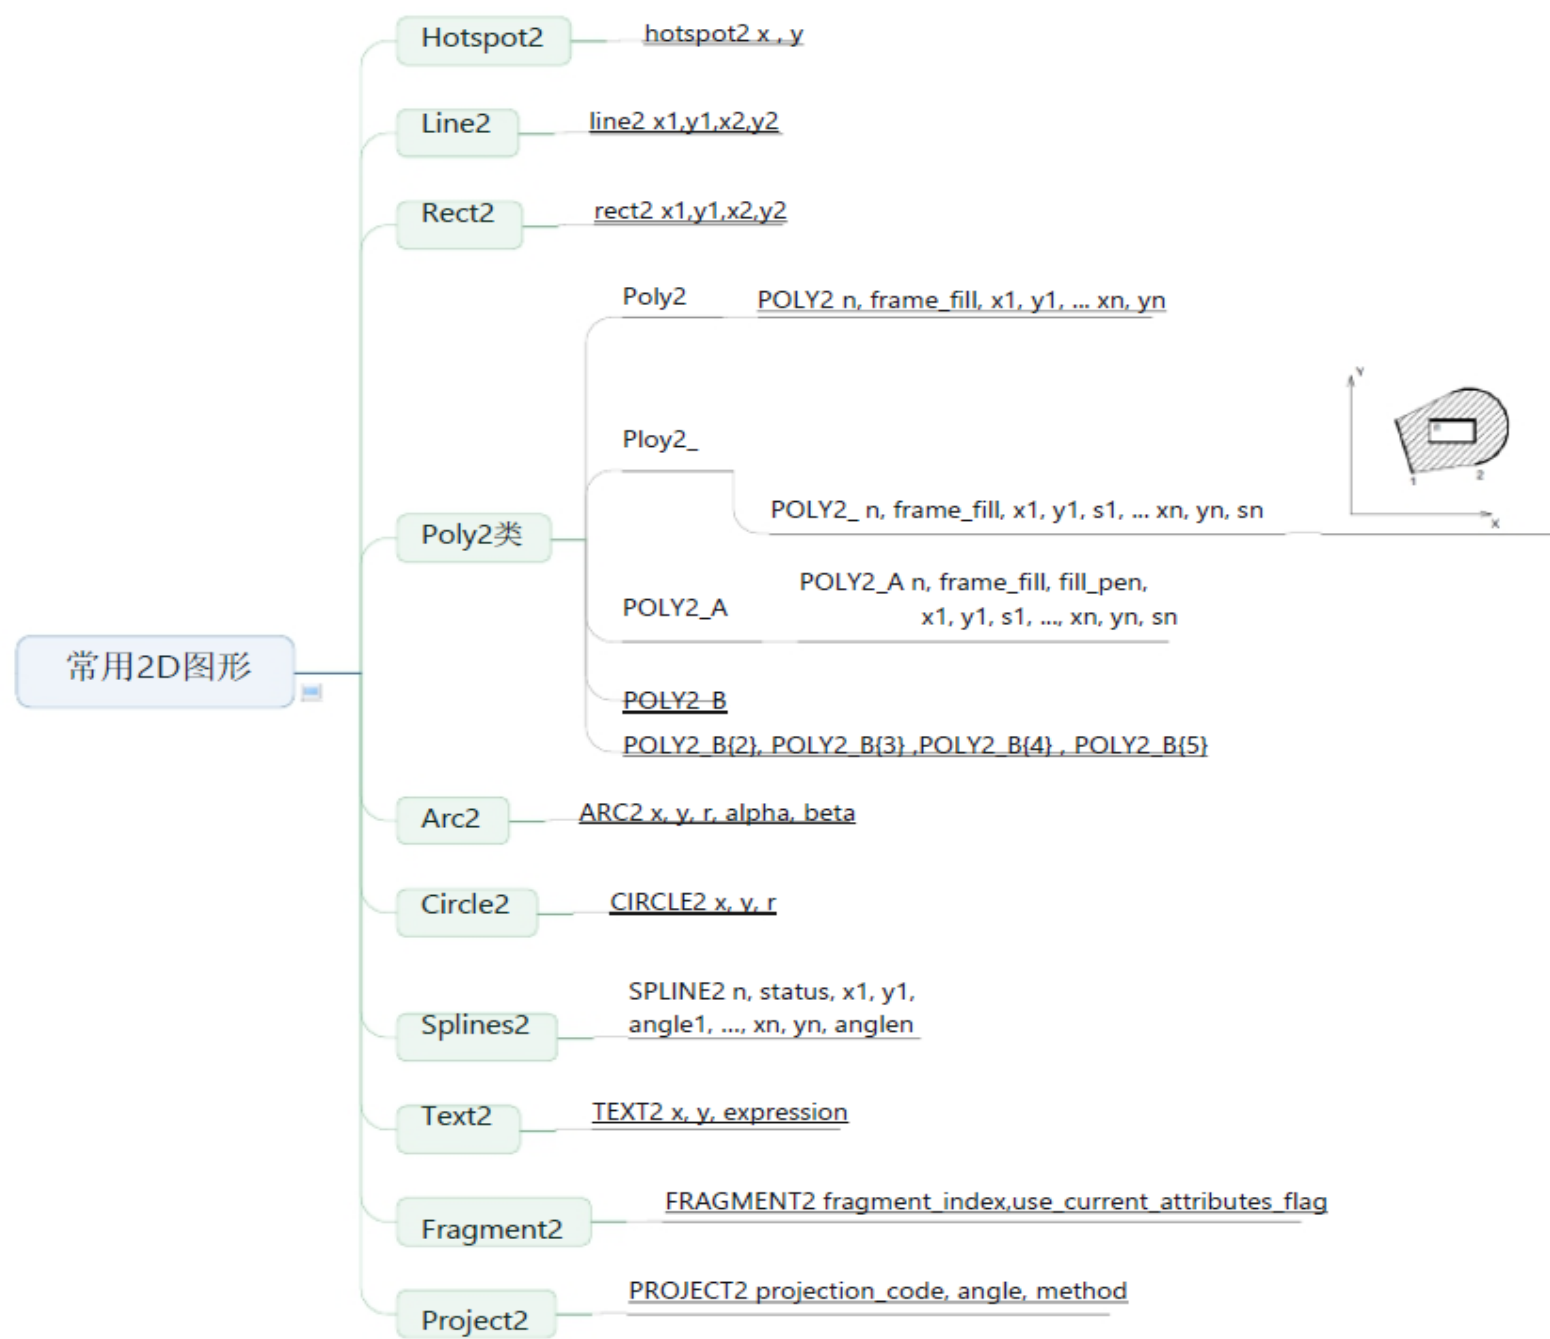 Hotspot2
hotspot2 x , y
Line2
line2 x1,y1,x2,y2
Rect2
rect2 x1,y1,x2,y2
Poly2
POLY2 n, frame_fill, x1, y1, ... xn, yn
Y
Ploy2_
1
2
POLY2_ n, frame_fill, x1, y1, s1, ... xn, yn, sn
X
Poly2类
POLY2_A
POLY2_A n, frame_fill, fill_pen,
x1, y1, s1, ..., xn, yn, sn
常用2D图形
POLY2_B
POLY2_B{2}, POLY2_B{3} ,POLY2_B{4} , POLY2_B{5}
Arc2
ARC2 x, y, r, alpha, beta
Circle2
CIRCLE2 x, y, r
Splines2
SPLINE2 n, status, x1, y1,
angle1, ..., xn, yn, anglen
Text2
TEXT2 x, y, expression
Fragment2
FRAGMENT2 fragment_index,use_current_attributes_flag
Project2
PROJECT2 projection_code, angle, method